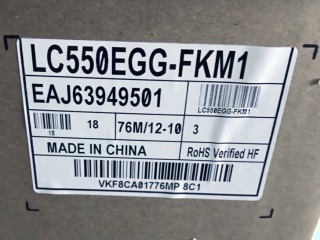 LC550EGG-FKM1
EAJ63949501
LC550EGG-FKM1
18 18 76M/12-10 3
MADE IN CHINA RoHS Verified HF
VKF8CA01776MP 8C1